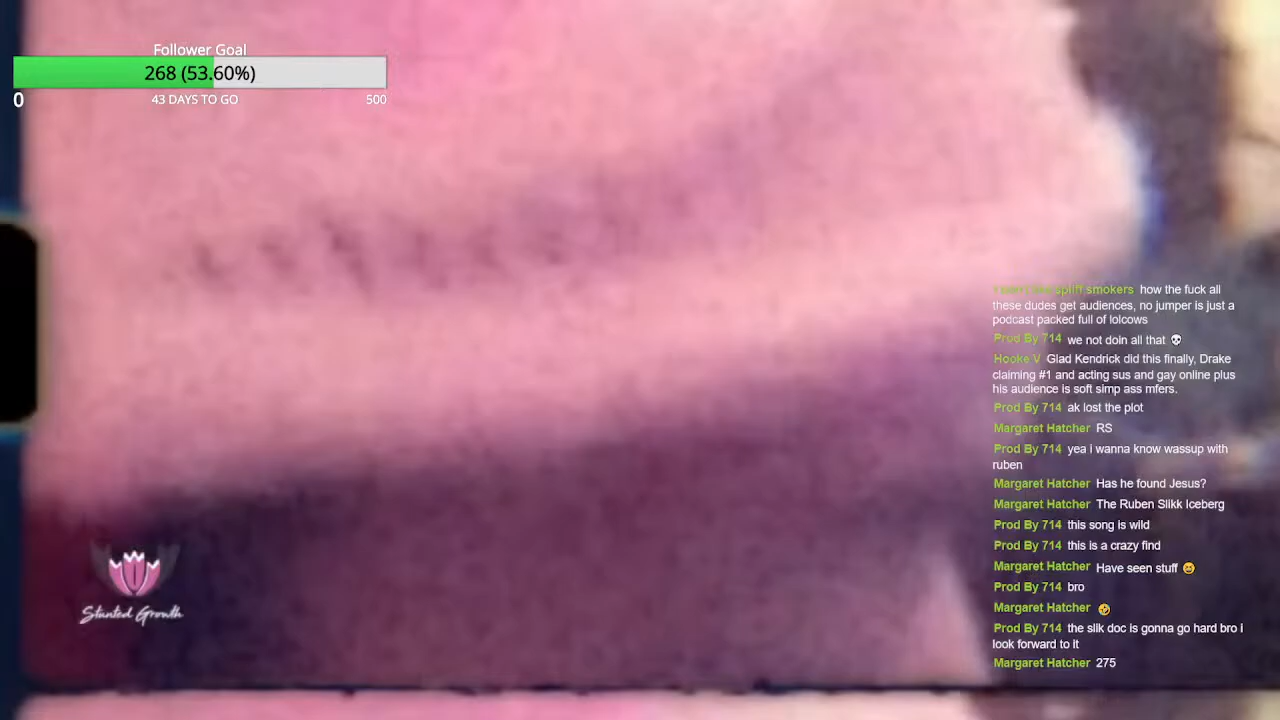 Follower Goal
268 (53.60%)
0
43 DAYS TO GO
500
spliff smokers how the fuck all
these dudes get audiences, no jumper is just a
podcast packed full of lolcows
Prod By 714 we not doin all that 💀
Hooke V Glad Kendrick did this finally, Drake
claiming #1 and acting sus and gay online plus
his audience is soft simp ass mfers.
Prod By 714 ak lost the plot
Margaret Hatcher RS
Prod By 714 yea i wanna know wassup with
ruben
Margaret Hatcher Has he found Jesus?
Margaret Hatcher The Ruben Slikk Iceberg
Prod By 714 this song is wild
Prod By 714 this is a crazy find
Margaret Hatcher Have seen stuff 😆
Prod By 714 bro
Margaret Hatcher 🤣
Prod By 714 the slik doc is gonna go hard bro i
look forward to it
Margaret Hatcher 275
Stunted Growth